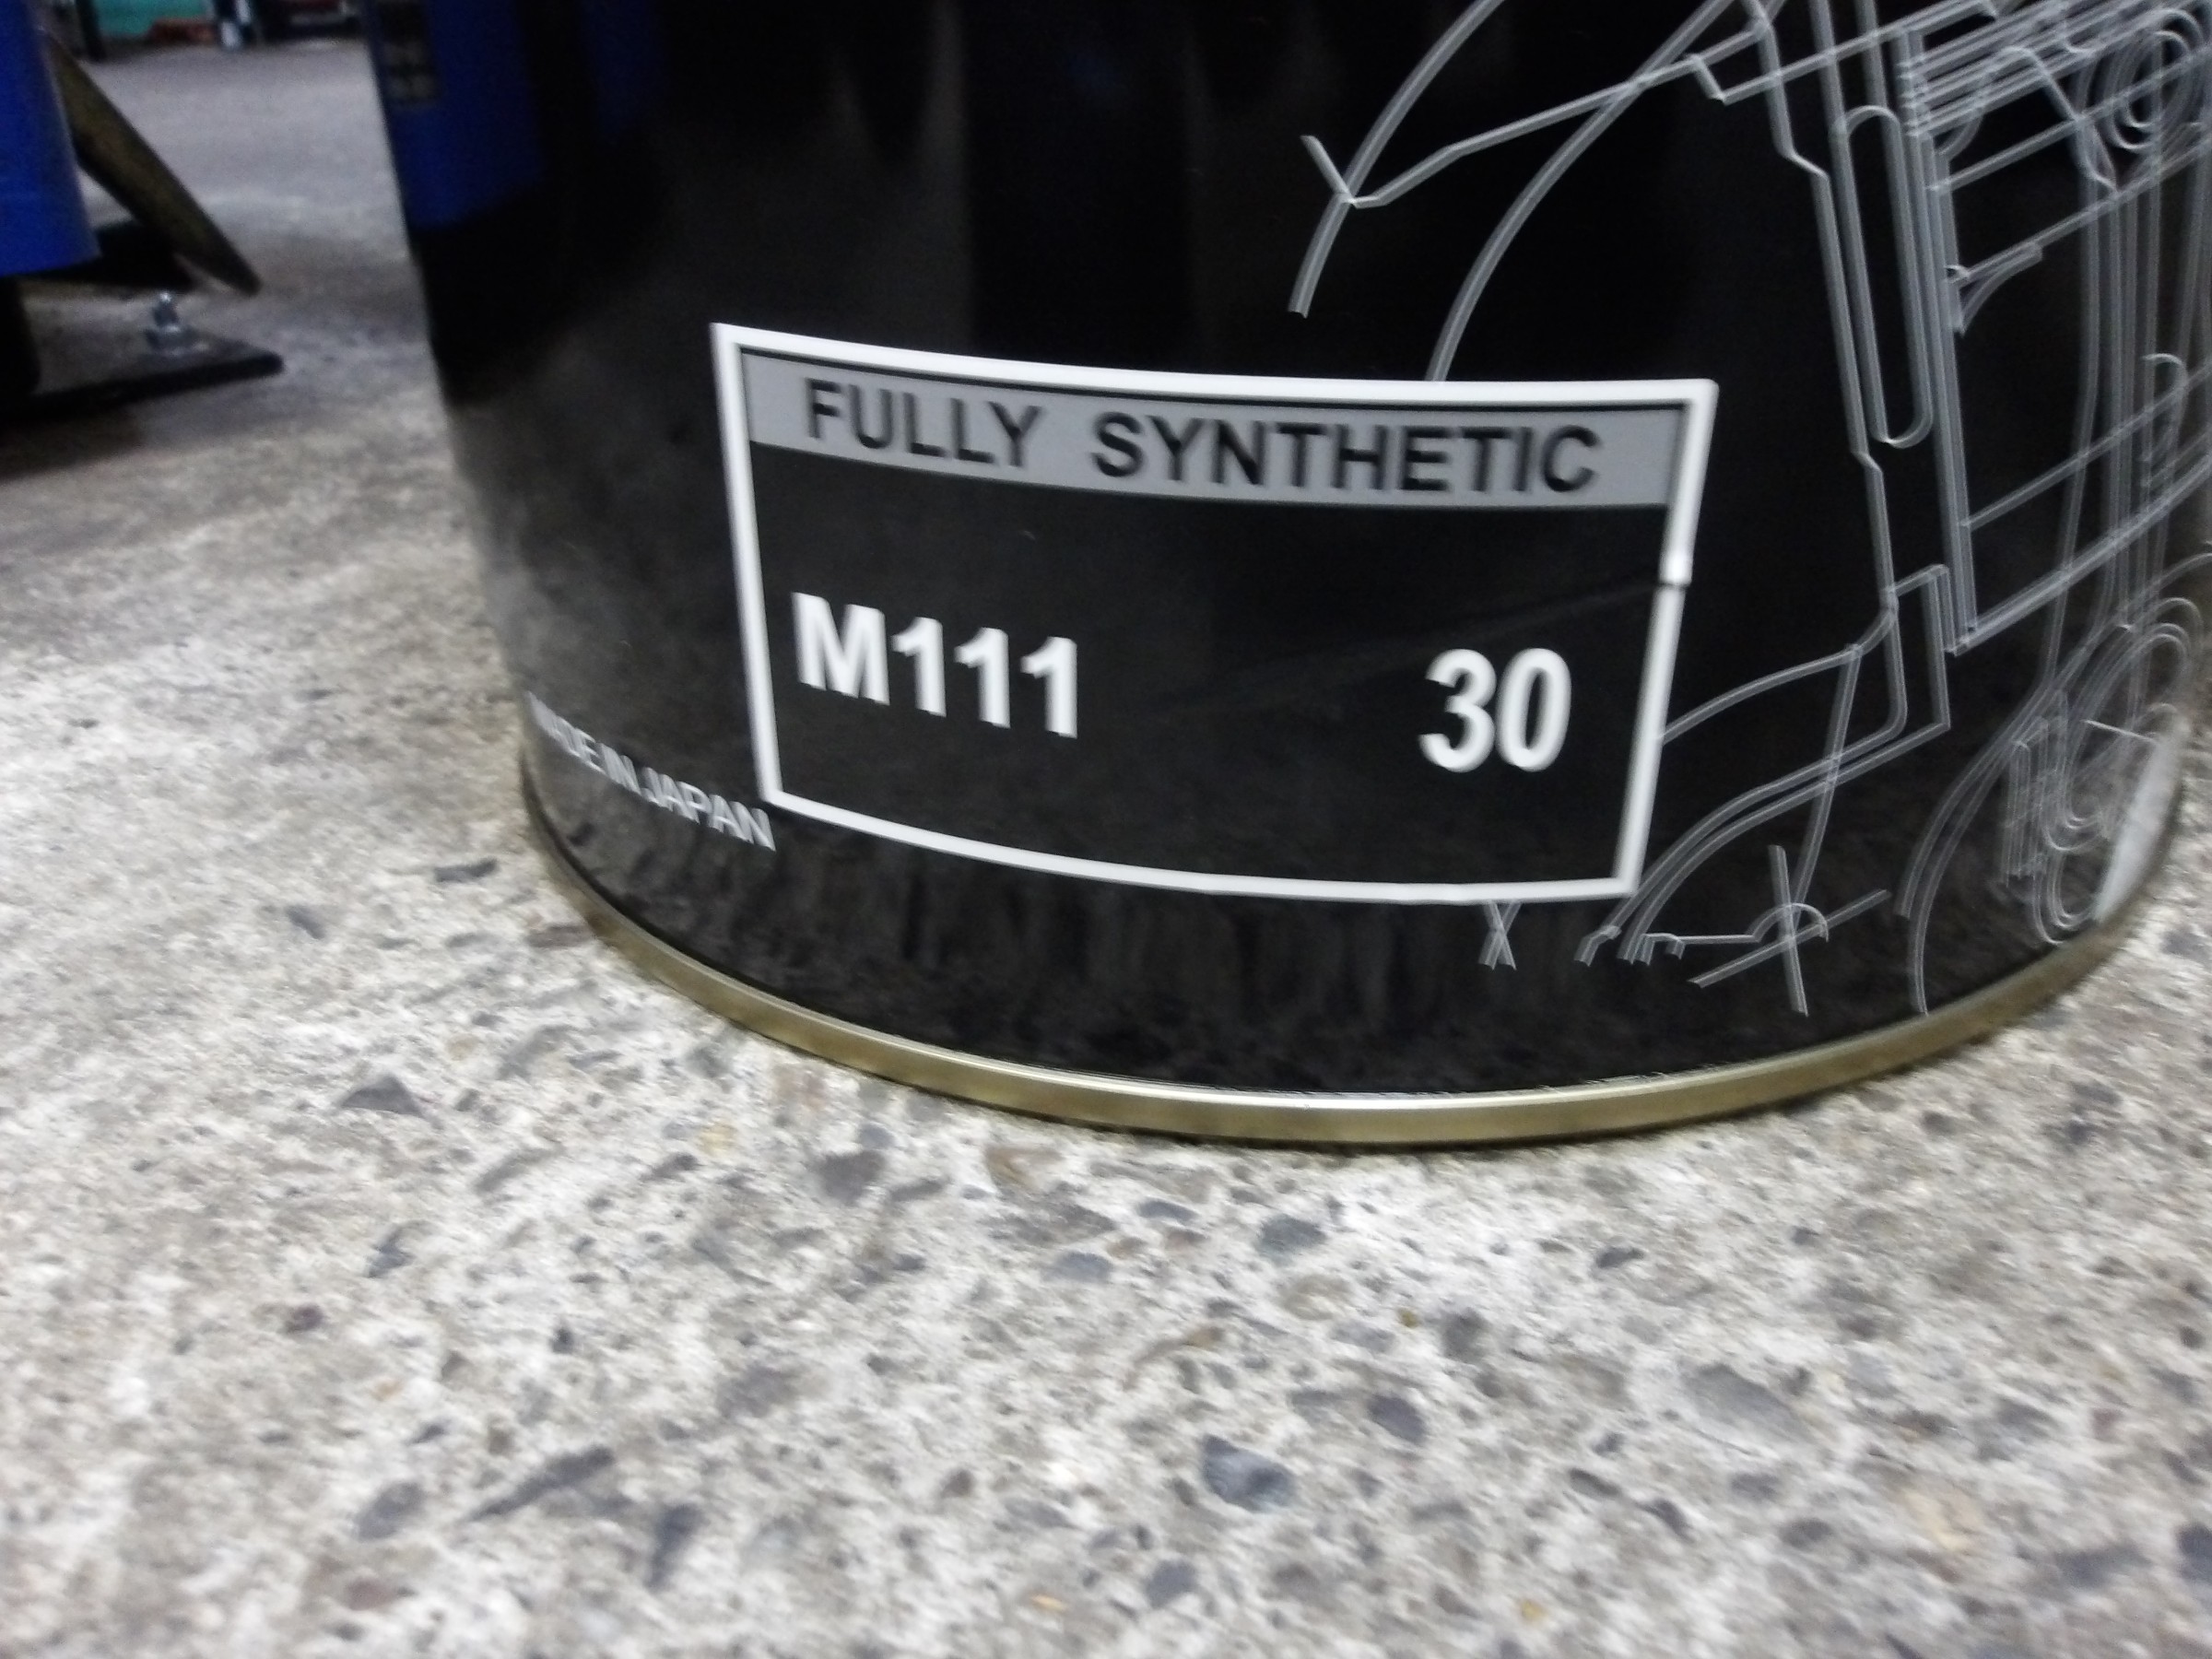 FULLY SYNTHETIC
M111 30
MADE IN JAPAN